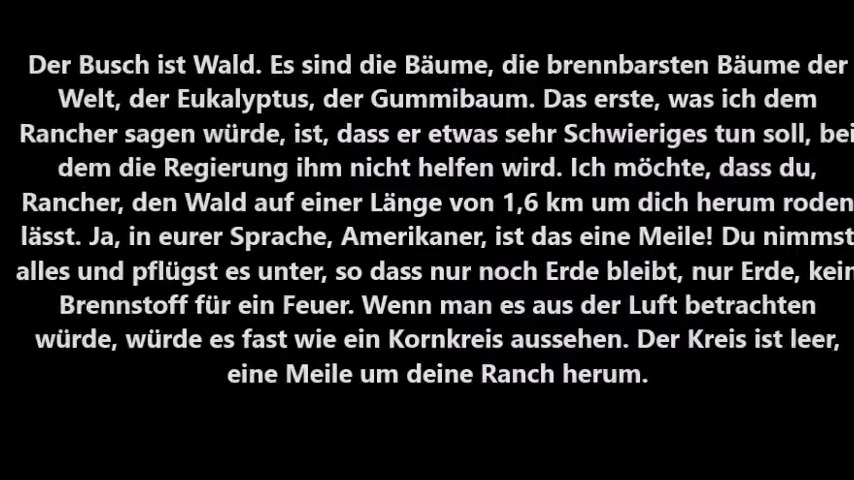 Der Busch ist Wald. Es sind die Bäume, die brennbarsten Bäume der
Welt, der Eukalyptus, der Gummibaum. Das erste, was ich dem
Rancher sagen würde, ist, dass er etwas sehr Schwieriges tun soll, bei
dem die Regierung ihm nicht helfen wird. Ich möchte, dass du,
Rancher, den Wald auf einer Länge von 1,6 km um dich herum roden
lässt. Ja, in eurer Sprache, Amerikaner, ist das eine Meile! Du nimmst
alles und pflügst es unter, so dass nur noch Erde bleibt, nur Erde, kein
Brennstoff für ein Feuer. Wenn man es aus der Luft betrachten
würde, würde es fast wie ein Kornkreis aussehen. Der Kreis ist leer,
eine Meile um deine Ranch herum.